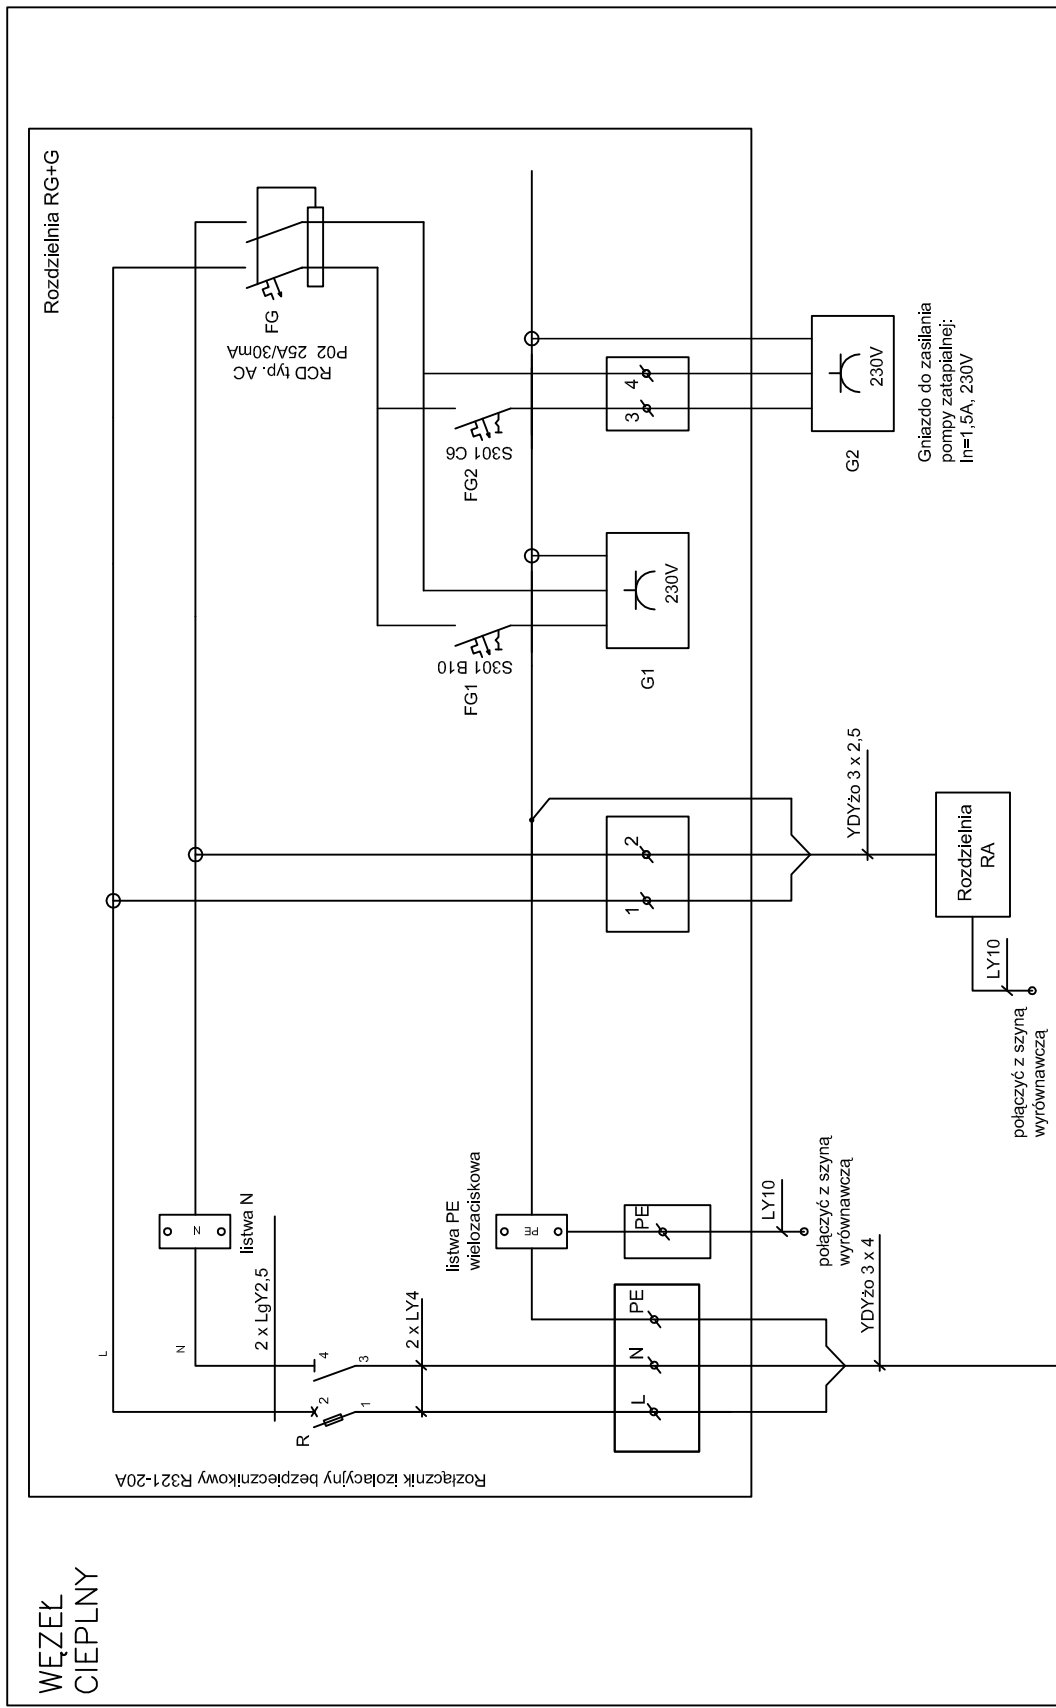 WĘZEŁ
CIEPLNY
Rozdzielnia RG+G
Rozłącznik izolacyjny bezpiecznikowy R321-20A
L
N
R
2
1
4
3
2 x LgY2,5
2 x LY4
listwa N
N
listwa PE
wielozaciskowa
PE
L
N
PE
PE
LY10
połączyć z szyną
wyrównawczą
YDYżo 3 x 4
1
2
YDYżo 3 x 2,5
Rozdzielnia
RA
LY10
połączyć z szyną
wyrównawczą
FG
RCD typ. AC
P02 25A/30mA
FG1
S301 B10
FG2
S301 C6
3
4
230V
G1
230V
G2
Gniazdo do zasilania
pompy zatapialnej:
In=1,5A, 230V